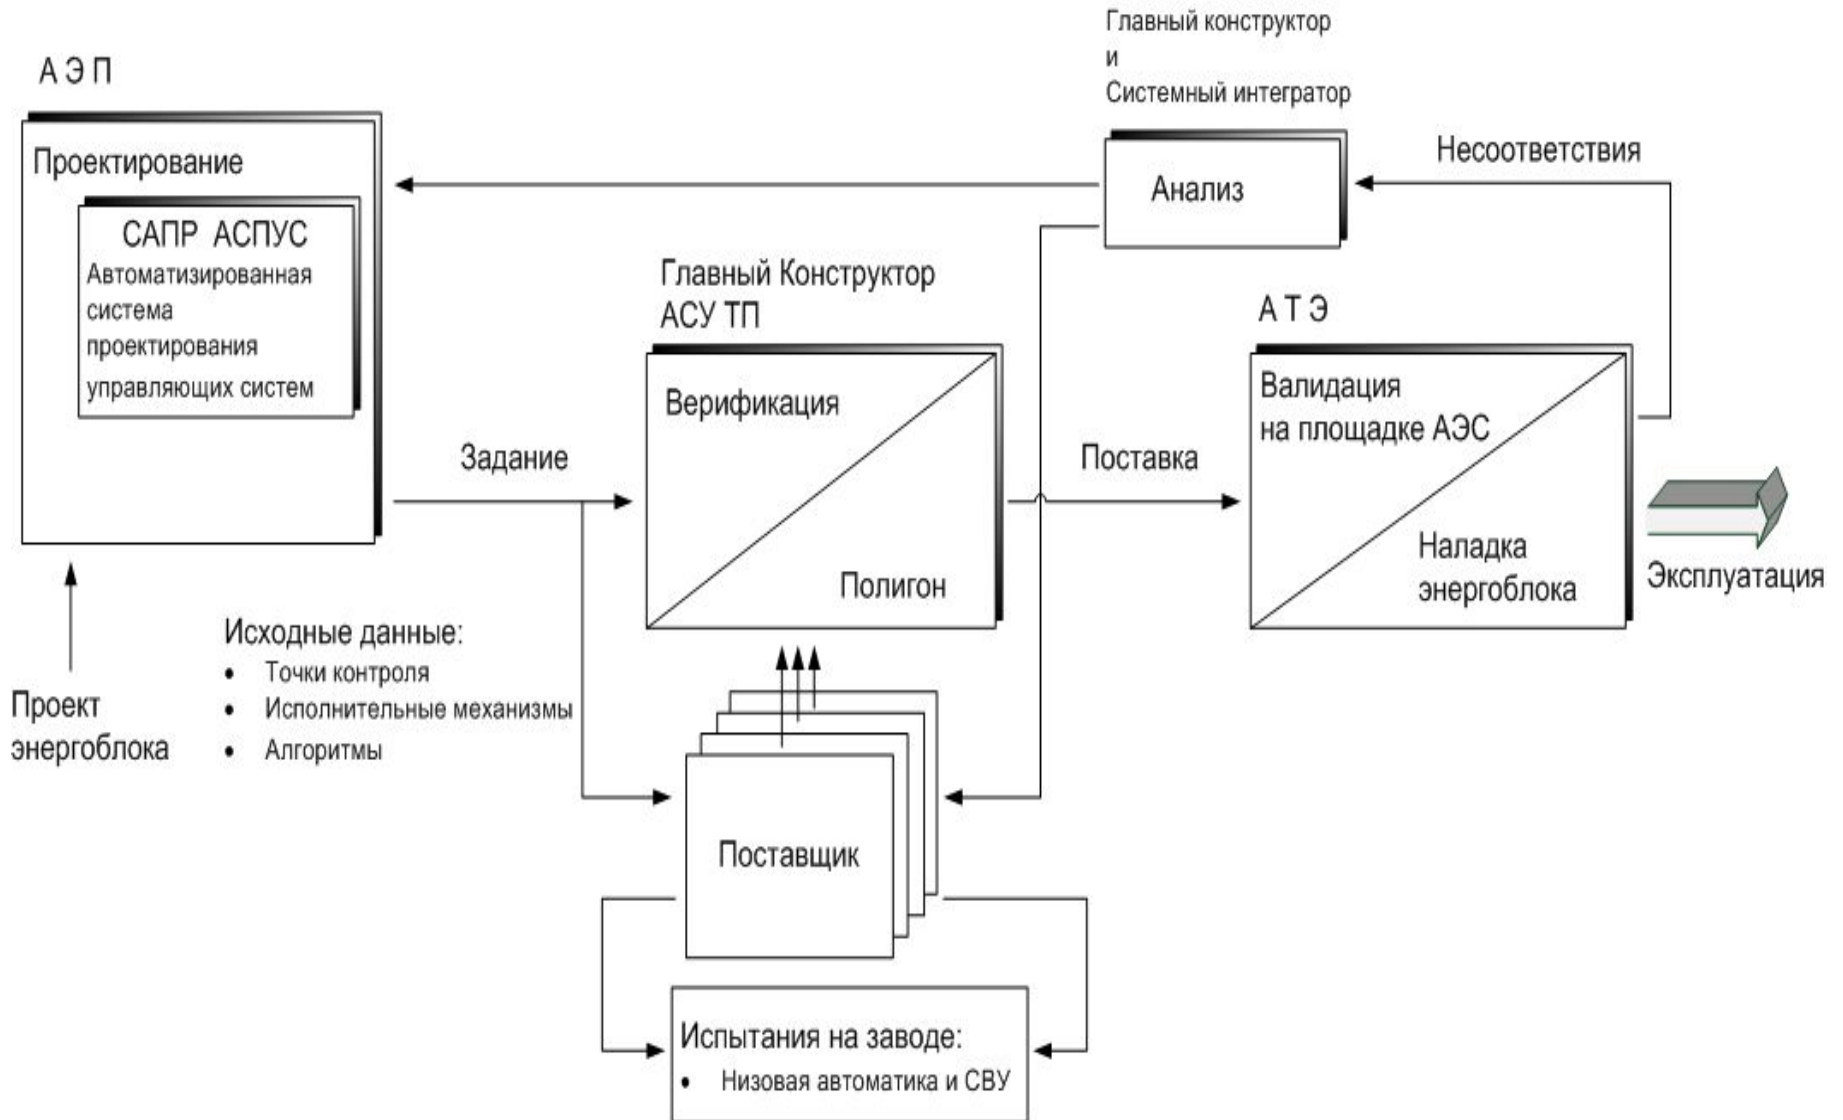 А Э П
Проектирование
САПР АСПУС
Автоматизированная
система
проектирования
управляющих систем
Проект
энергоблока
Исходные данные:
• Точки контроля
• Исполнительные механизмы
• Алгоритмы
Задание
Главный Конструктор
АСУ ТП
Верификация
Полигон
Поставщик
Испытания на заводе:
• Низовая автоматика и СВУ
Поставка
Главный конструктор
и
Системный интегратор
Анализ
Несоответствия
А Т Э
Валидация
на площадке АЭС
Наладка
энергоблока
Эксплуатация